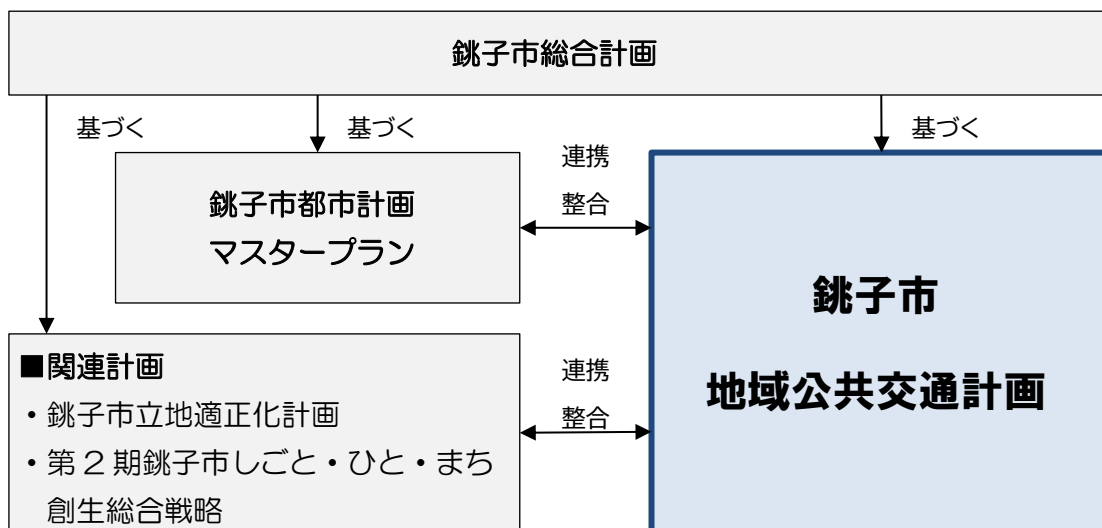 銚子市総合計画
基づく
基づく
基づく
銚子市都市計画
マスタープラン
連携
整合
銚子市
地域公共交通計画
■関連計画
・銚子市立地適正化計画
・第２期銚子市しごと・ひと・まち
創生総合戦略
連携
整合